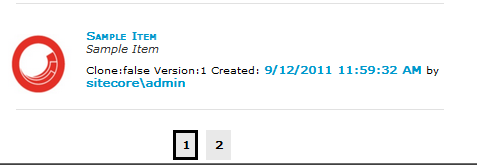 Sample Item
Sample Item
Clone:false Version:1 Created: 9/12/2011 11:59:32 AM by
sitecore\admin
1 2